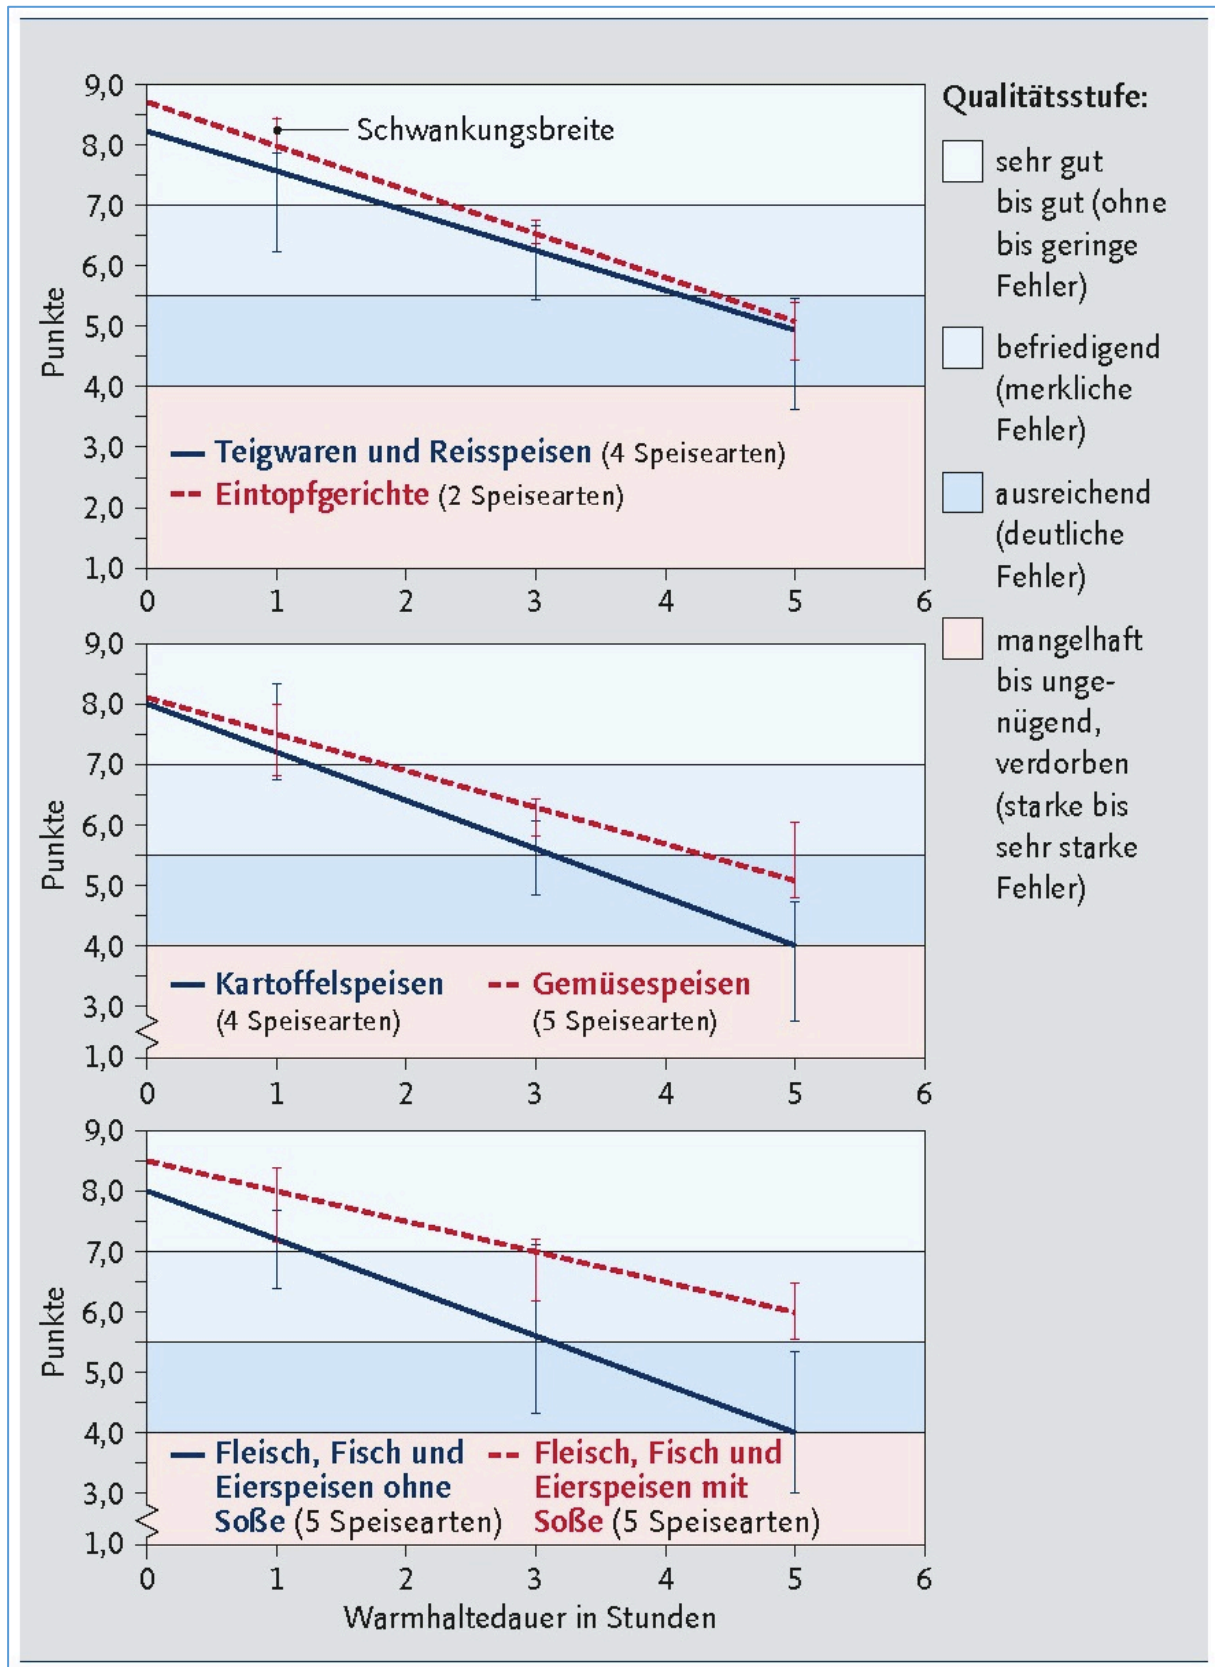 9,0
8,0
7,0
6,0
5,0
4,0
3,0
2,0
1,0
Punkte
Schwankungsbreite
Teigwaren und Reisspeisen (4 Speisearten)
Eintopfgerichte (2 Speisearten)
0 1 2 3 4 5 6
9,0
8,0
7,0
6,0
5,0
4,0
3,0
1,0
Punkte
Kartoffelspeisen
(4 Speisearten)
Gemüsespeisen
(5 Speisearten)
0 1 2 3 4 5 6
9,0
8,0
7,0
6,0
5,0
4,0
3,0
1,0
Punkte
Fleisch, Fisch und
Eierspeisen ohne
Soße (5 Speisearten)
Fleisch, Fisch und
Eierspeisen mit
Soße (5 Speisearten)
0 1 2 3 4 5 6
Warmhaltedauer in Stunden
Qualitätsstufe:
sehr gut
bis gut (ohne
bis geringe
Fehler)
befriedigend
(merkliche
Fehler)
ausreichend
(deutliche
Fehler)
mangelhaft
bis unge-
nügend,
verdorben
(starke bis
sehr starke
Fehler)